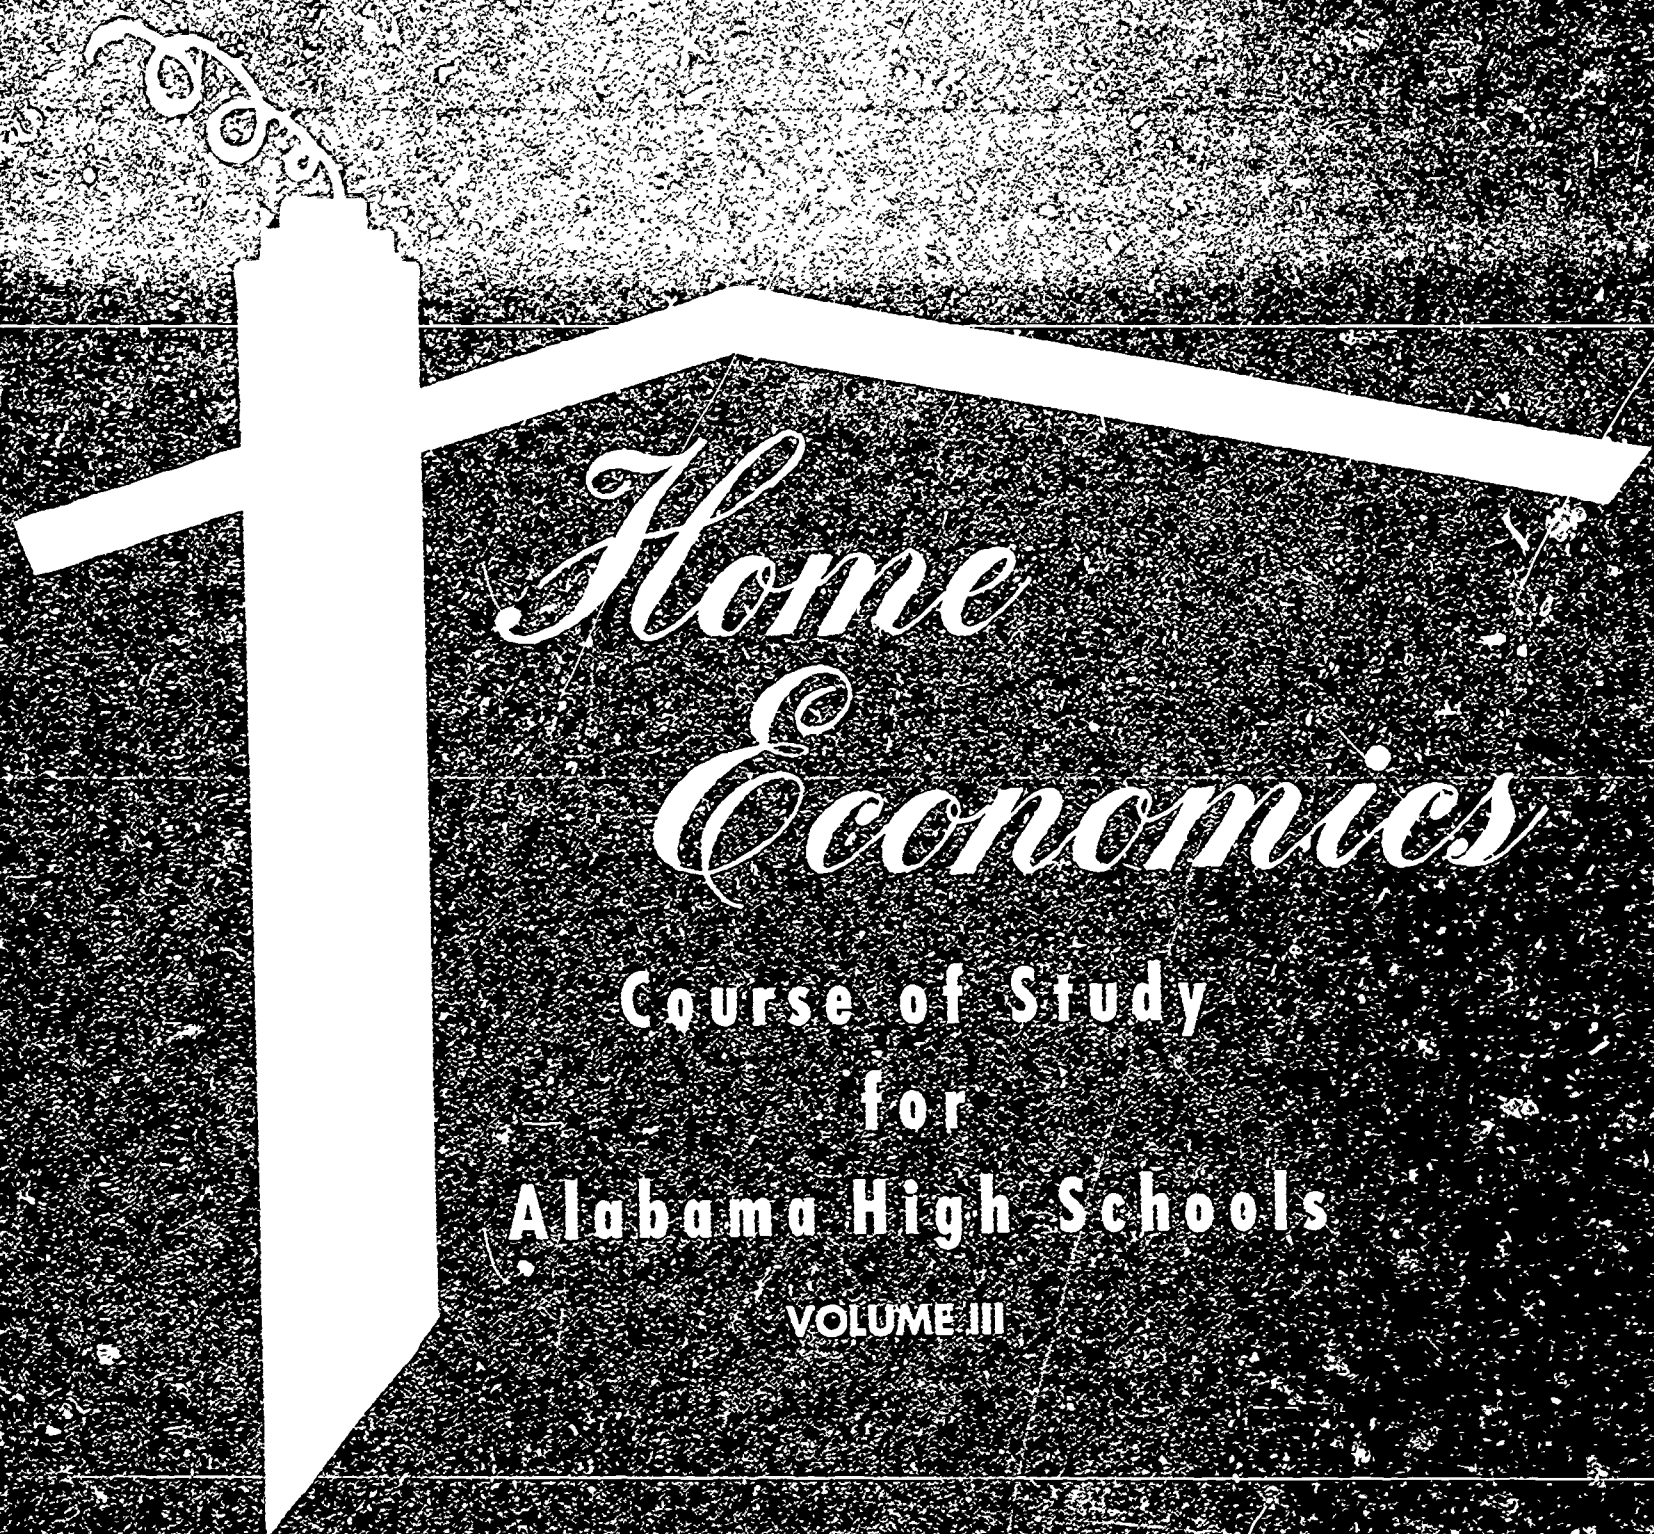 Home
Economics
Course of Study
for
Alabama High Schools
VOLUME III